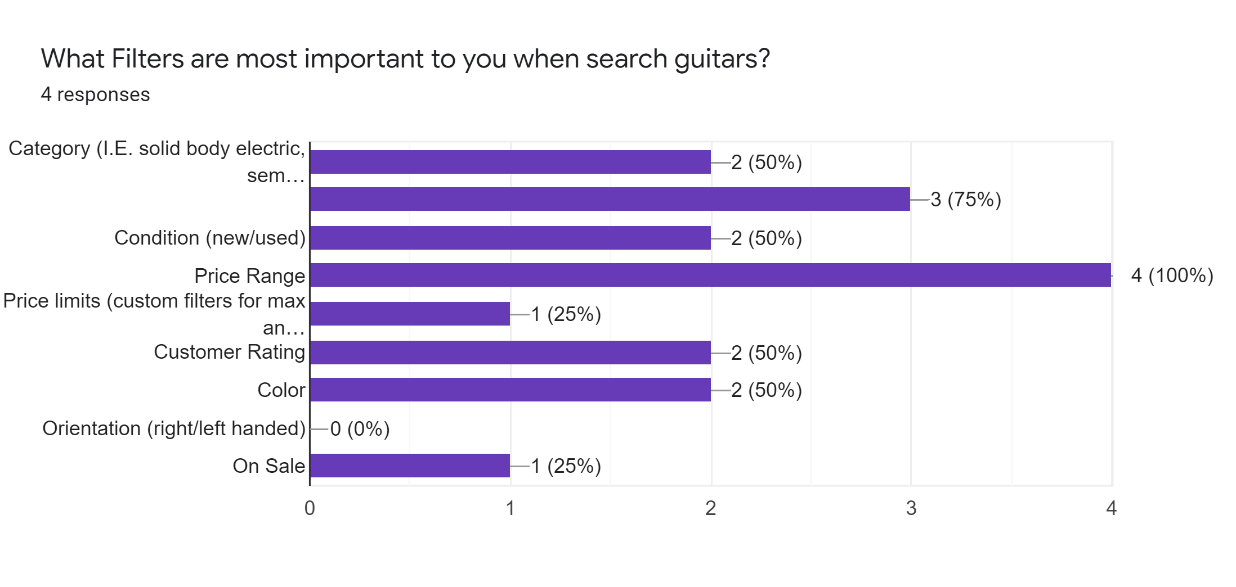 What Filters are most important to you when search guitars?
4 responses
Category (I.E. solid body electric,
sem…
2 (50%)
3 (75%)
Condition (new/used)
2 (50%)
Price Range
4 (100%)
Price limits (custom filters for max
an…
1 (25%)
Customer Rating
2 (50%)
Color
2 (50%)
Orientation (right/left handed)
0 (0%)
On Sale
1 (25%)
0 1 2 3 4